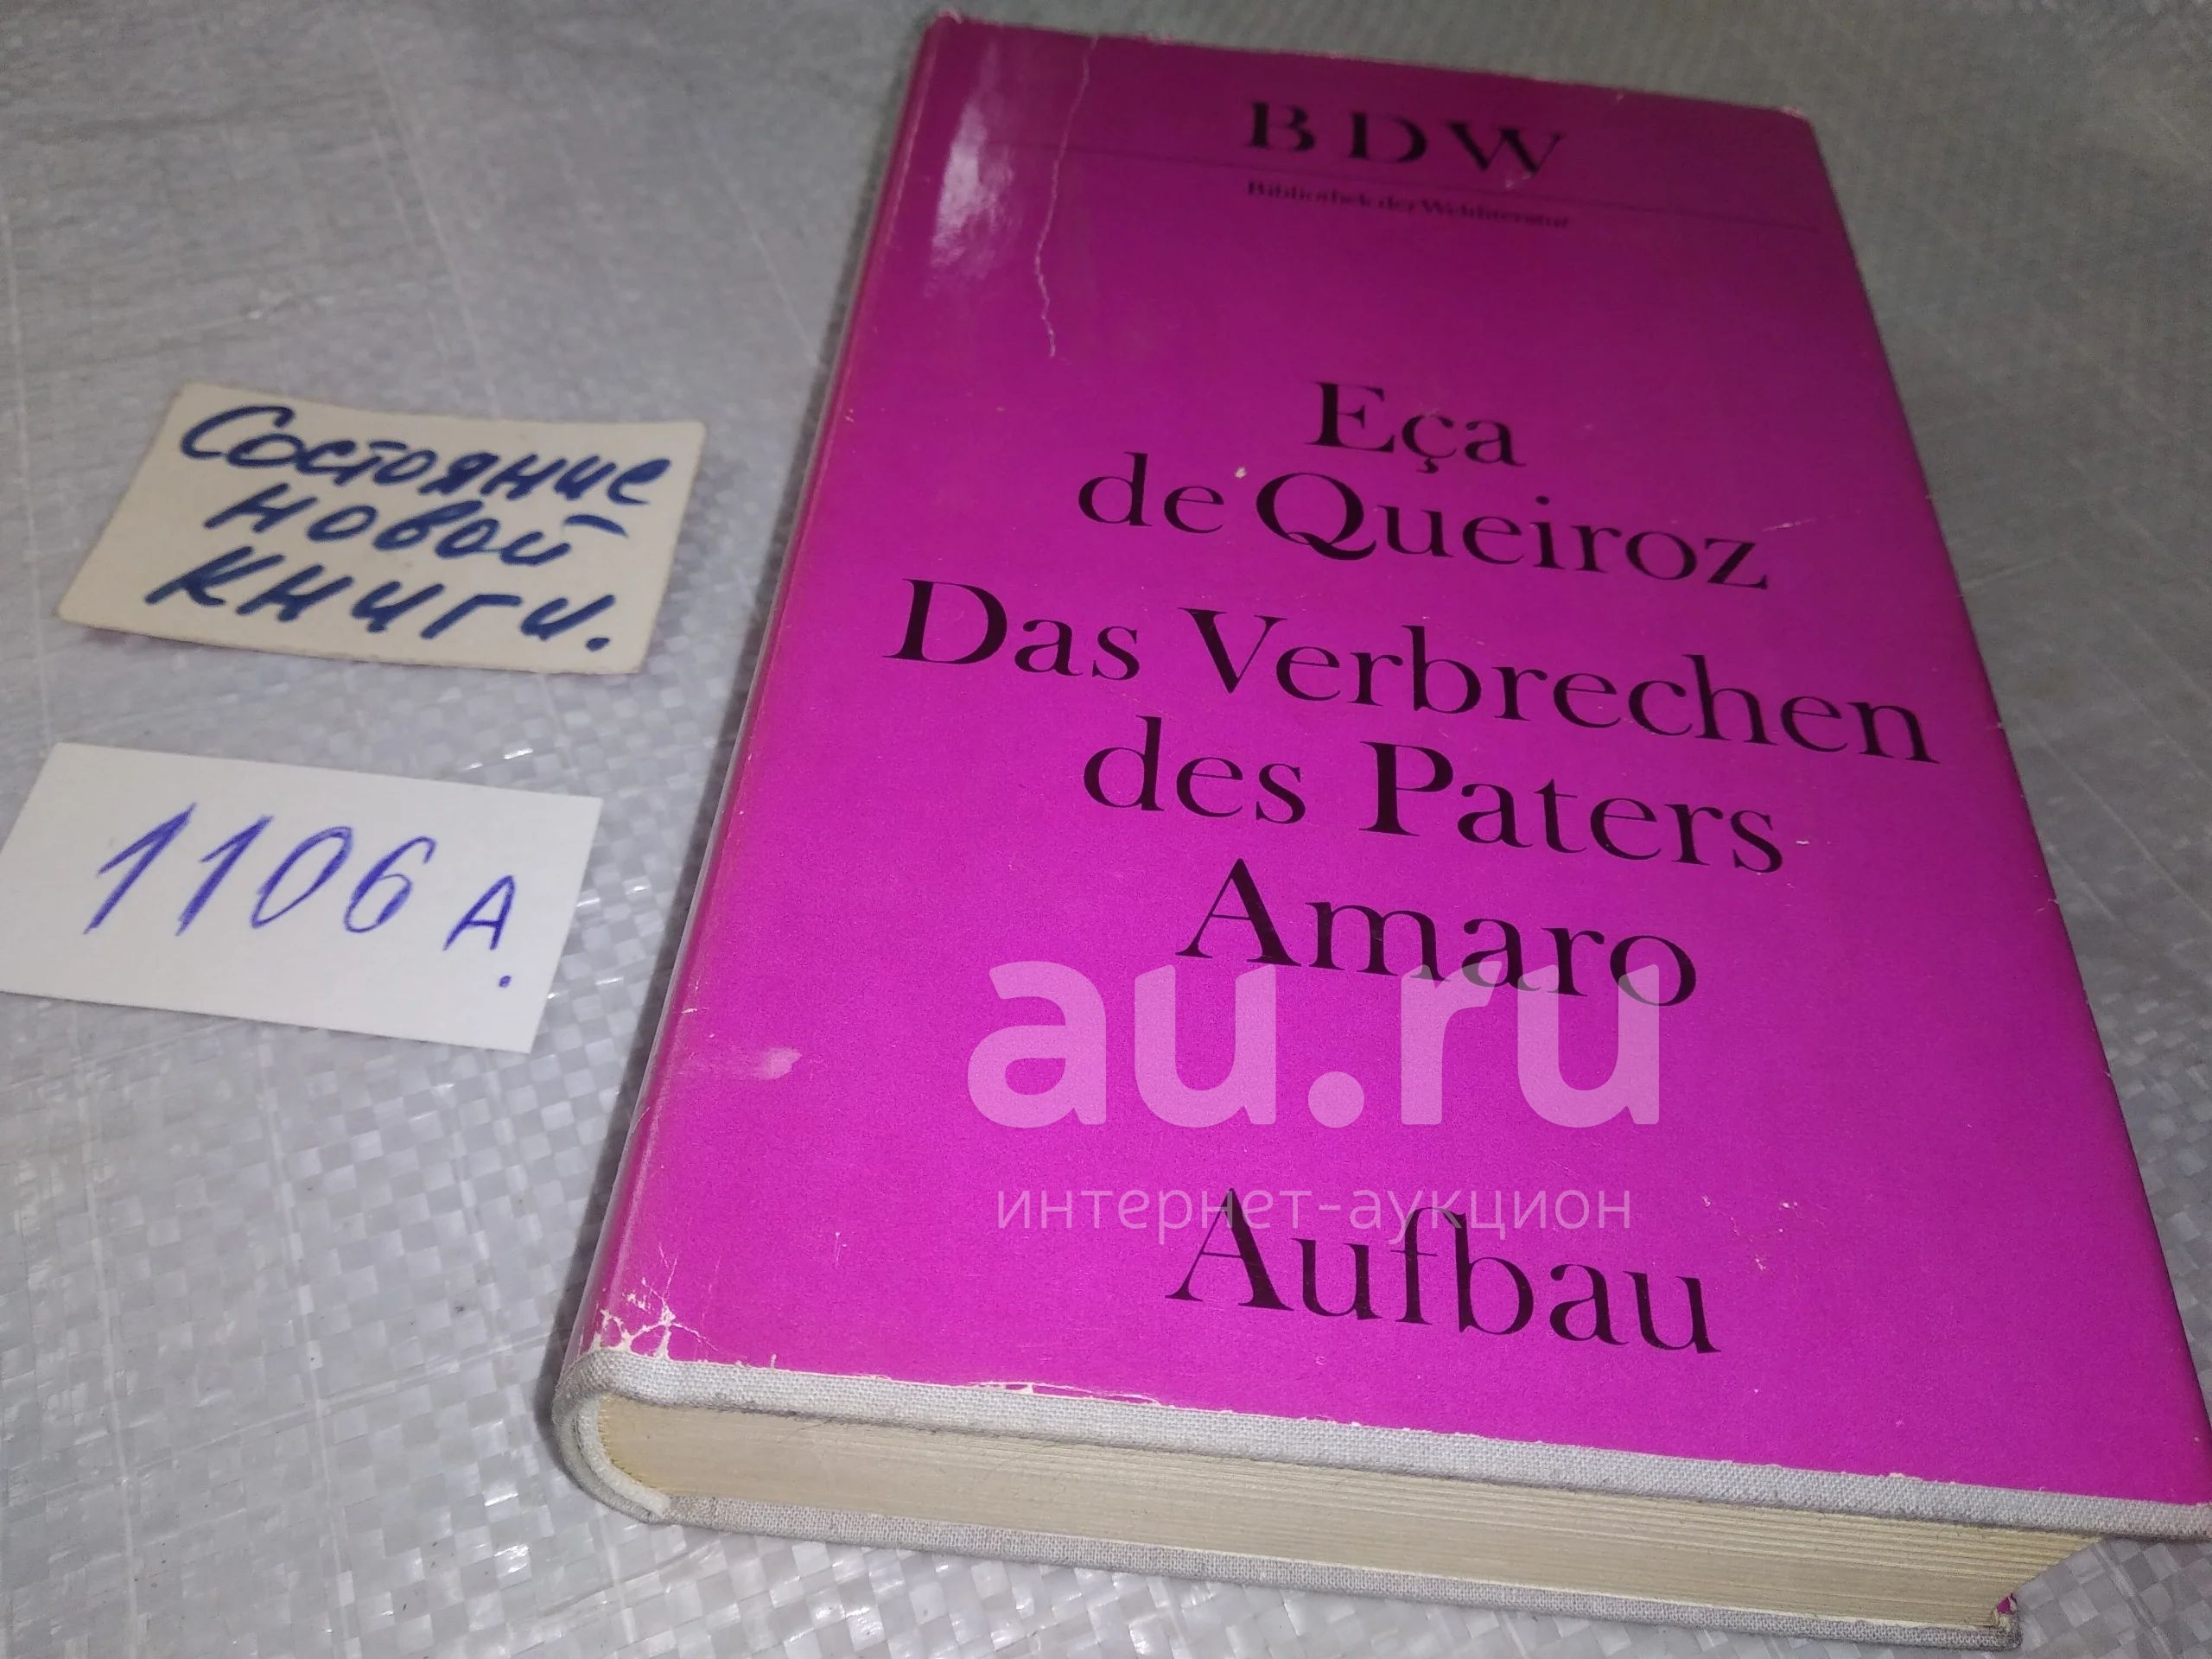 BDW
Bibliothek der Weltliteratur
Eça
de Queiroz
Das Verbrechen
des Paters
Amaro
Aufbau
Состояние
новой
книги.
1106 А.
au.ru
интернет-аукцион